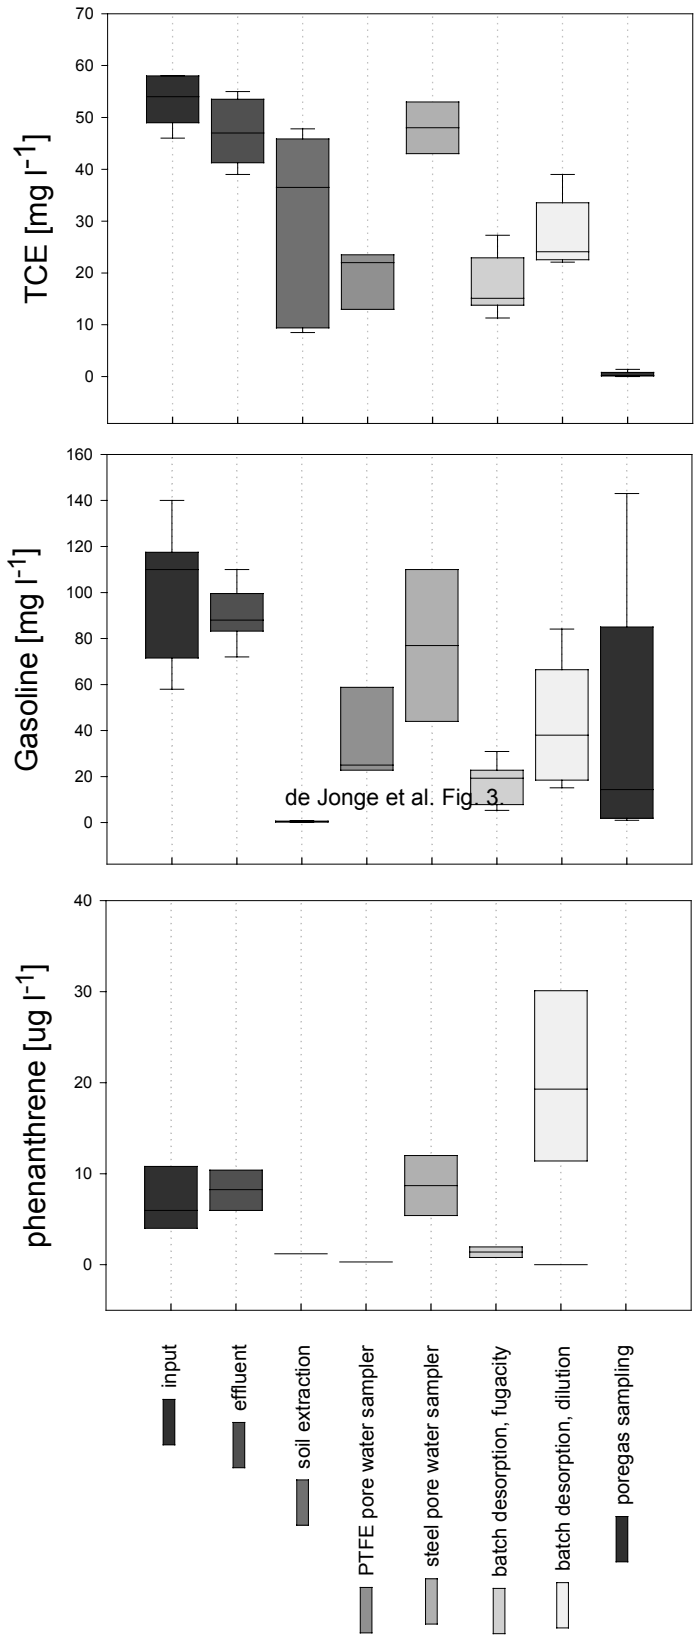 TCE [mg l-1]
70
60
50
40
30
20
10
0
Gasoline [mg l-1]
160
140
120
100
80
60
40
20
0
de Jonge et al. Fig. 3.
phenanthrene [ug l-1]
40
30
20
10
0
input
effluent
soil extraction
PTFE pore water sampler
steel pore water sampler
batch desorption, fugacity
batch desorption, dilution
poregas sampling